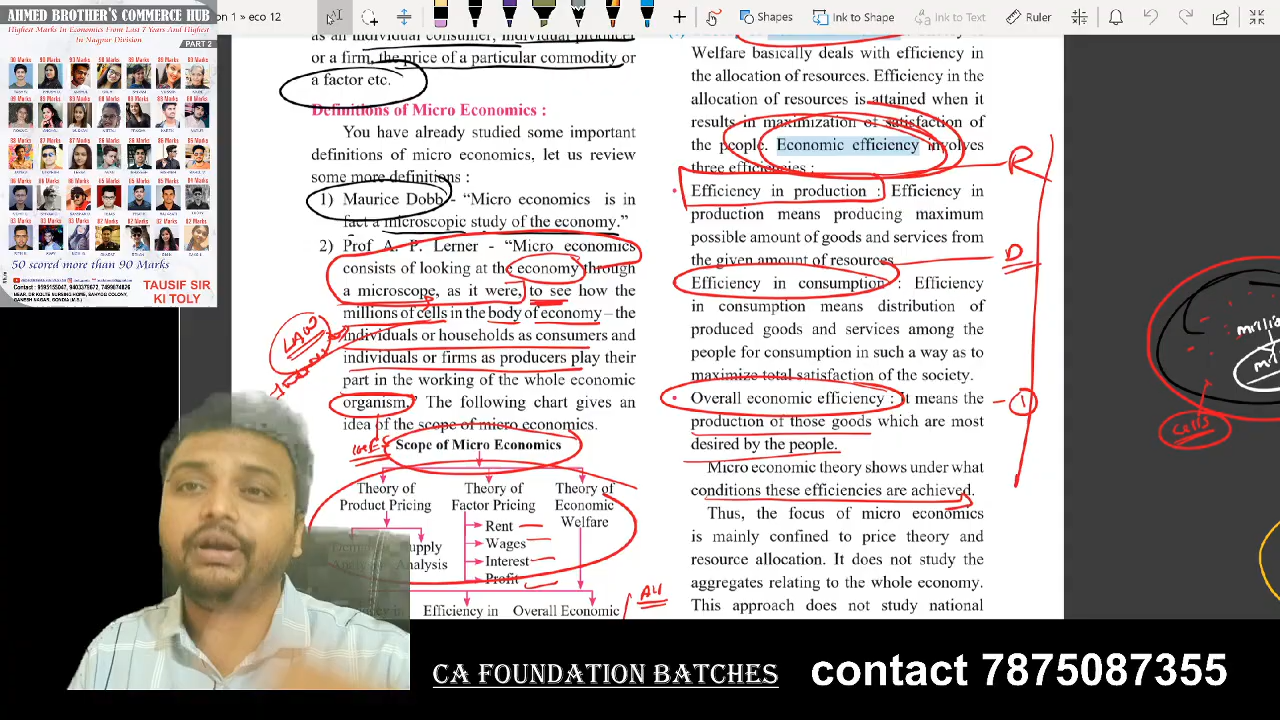 AHMED BROTHER'S COMMERCE HUB
Highest Marks In Economics From Last 7 Years And Highest
In Nagpur Division
PART 2
50 scored more than 90 Marks
TAUSIF SIR
KI TOLY
on 1 » eco 12
Shapes
Ink to Shape
Ink to Text
Ruler
as an individual consumer, individual producer
or a firm, the price of a particular commodity or
a factor etc.
Definitions of Micro Economics :
You have already studied some important
definitions of micro economics, let us review
some more definitions :
1) Maurice Dobb - “Micro economics is in
fact a microscope study of the economy.”
2) Prof A. P. Lerner - “Micro economics
consists of looking at the economy through
a microscope, as it were, to see how the
millions of cells in the body of economy – the
individuals or households as consumers and
individuals or firms as producers play their
part in the working of the whole economic
organism.” The following chart gives an
idea of the scope of micro economics.
LAW
Scope of Micro Economics
Theory of
Product Pricing
Theory of
Factor Pricing
Theory of
Economic
Welfare
Rent
Wages
Interest
Profit
Analysis
Efficiency in
Overall Economic
Welfare basically deals with efficiency in
the allocation of resources. Efficiency in the
allocation of resources is attained when it
results in maximization of satisfaction of
the people. Economic efficiency involves
three efficiencies :
• Efficiency in production : Efficiency in
production means producing maximum
possible amount of goods and services from
the given amount of resources.
• Efficiency in consumption : Efficiency
in consumption means distribution of
produced goods and services among the
people for consumption in such a way as to
maximize total satisfaction of the society.
• Overall economic efficiency : It means the
production of those goods which are most
desired by the people.
Micro economic theory shows under what
conditions these efficiencies are achieved.
Thus, the focus of micro economics
is mainly confined to price theory and
resource allocation. It does not study the
aggregates relating to the whole economy.
This approach does not study national
R
D
1
All
cells
CA FOUNDATION BATCHES
contact 7875087355